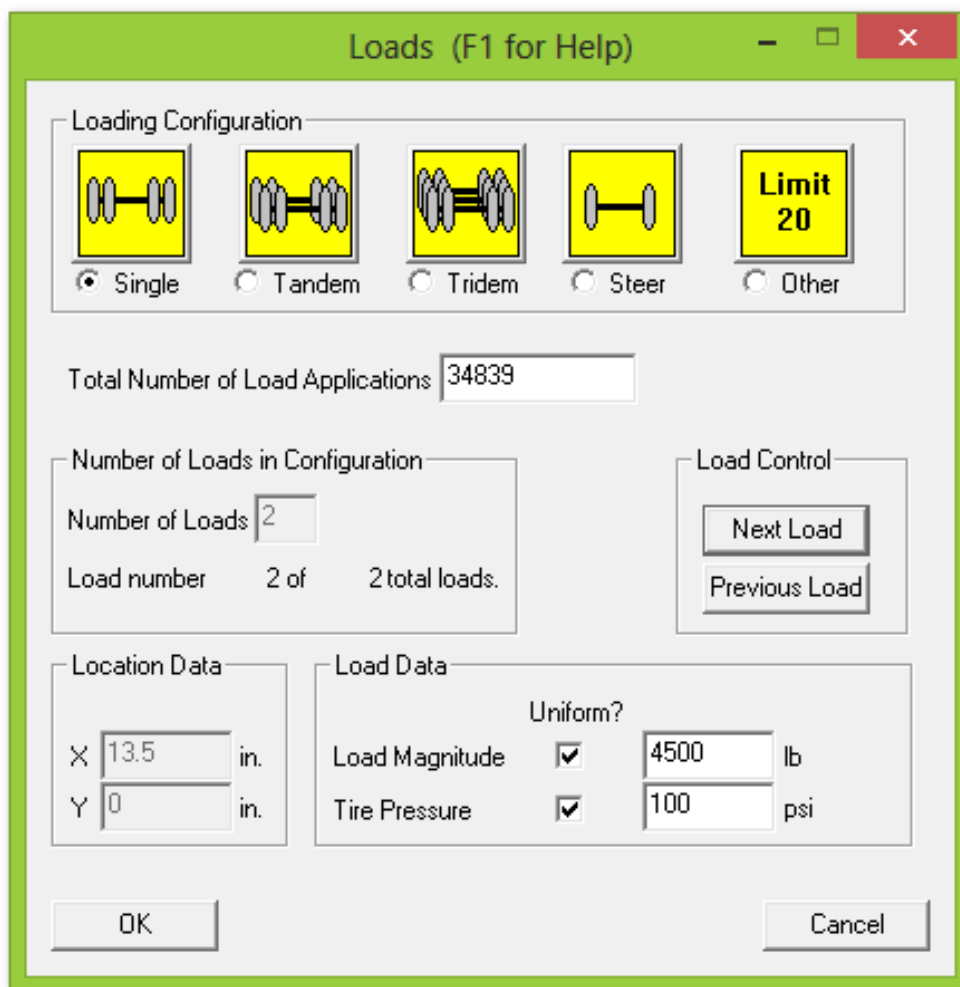 Loads (F1 for Help)
Loading Configuration
Limit
20
Single Tandem Tridem Steer Other
Total Number of Load Applications 34839
Number of Loads in Configuration
Number of Loads 2
Load number 2 of 2 total loads.
Load Control
Next Load
Previous Load
Location Data
X 13.5 in.
Y 0 in.
Load Data
Uniform?
Load Magnitude 4500 lb
Tire Pressure 100 psi
OK Cancel